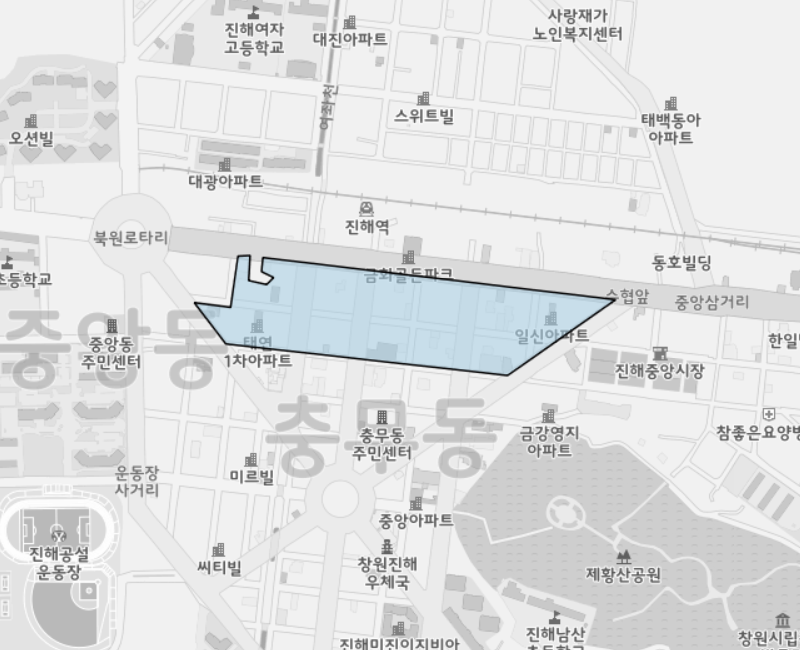 진해여자
고등학교
대진아파트
사랑재가
노인복지센터
여좌천
스위트빌
태백동아
아파트
오션빌
대광아파트
진해역
북원로타리
초등학교
금화골든파크
동호빌딩
수협앞
중앙삼거리
중앙동
중앙동
주민센터
태연
1차아파트
일신아파트
한일
진해중앙시장
충무동
충무동
주민센터
금강영지
아파트
참좋은요양병
운동장
사거리
미르빌
중앙아파트
진해공설
운동장
씨티빌
창원진해
우체국
제황산공원
진해남산
초등학교
창원시립
진해미진이지비아